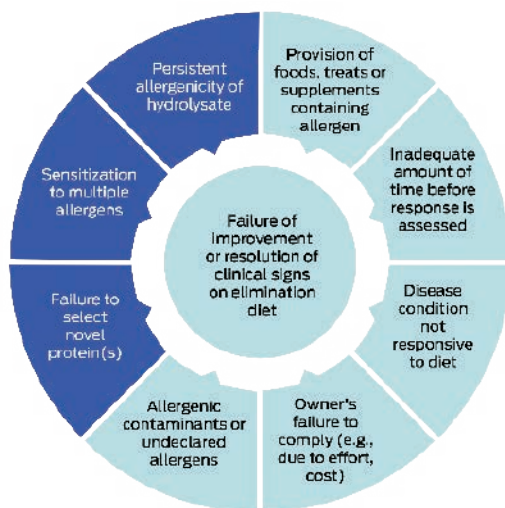 Persistent
allergenicity of
hydrolysate
Provision of
foods, treats or
supplements
containing
allergen
Sensitization
to multiple
allergens
Inadequate
amount of
time before
response is
assessed
Failure of
improvement
or resolution of
clinical signs
on elimination
diet
Failure to
select
novel
protein(s)
Disease
condition
not
responsive
to diet
Allergenic
contaminants or
undeclared
allergens
Owner's
failure to
comply (e.g.,
due to effort,
cost)